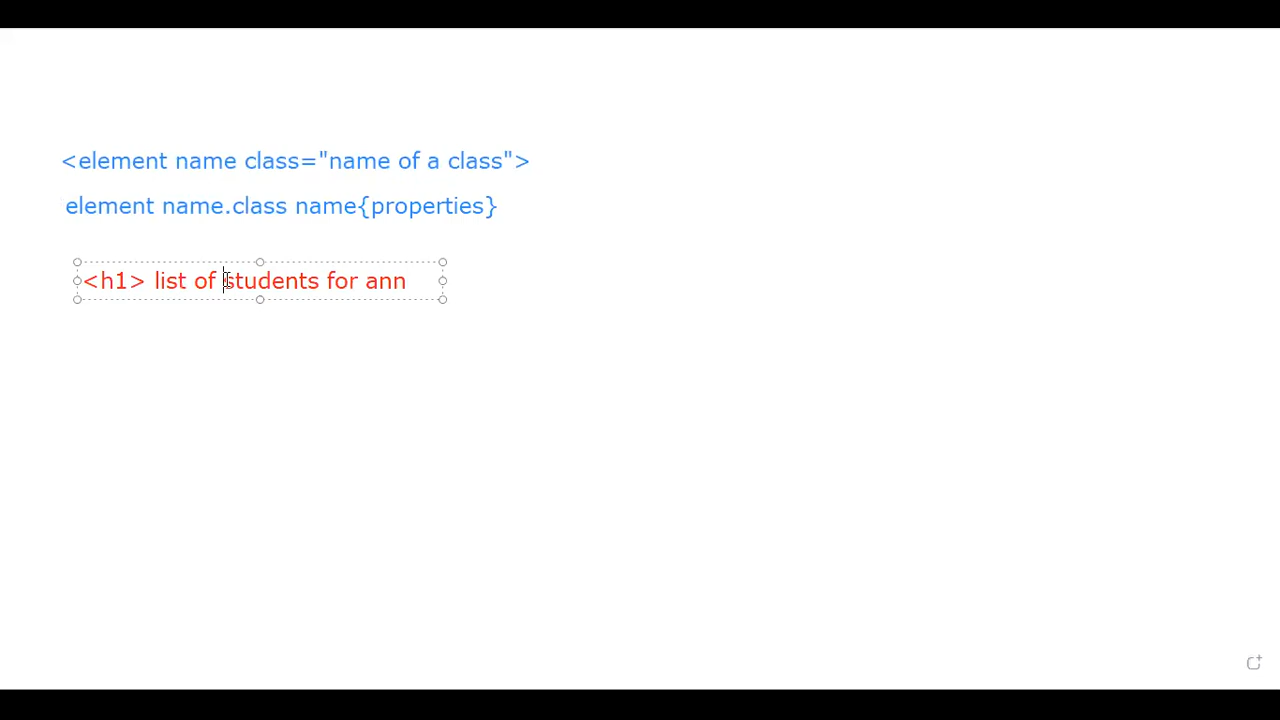 <element name class="name of a class">
element name.class name{properties}
<h1> list of students for ann